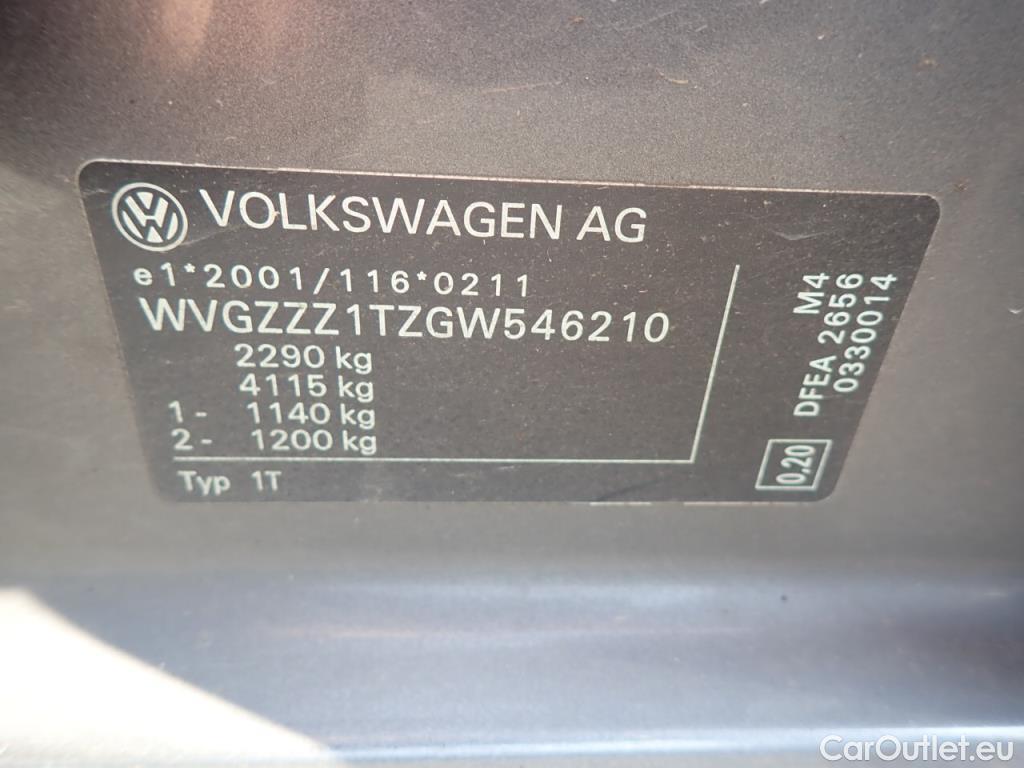 VOLKSWAGEN AG
e1*2001/116*0211
WVGZZZ1TZGW546210
2290 kg
4115 kg
1- 1140 kg
2- 1200 kg
Typ 1T
M4
DFEA 2656
0330014
0,20
CarOutlet.eu